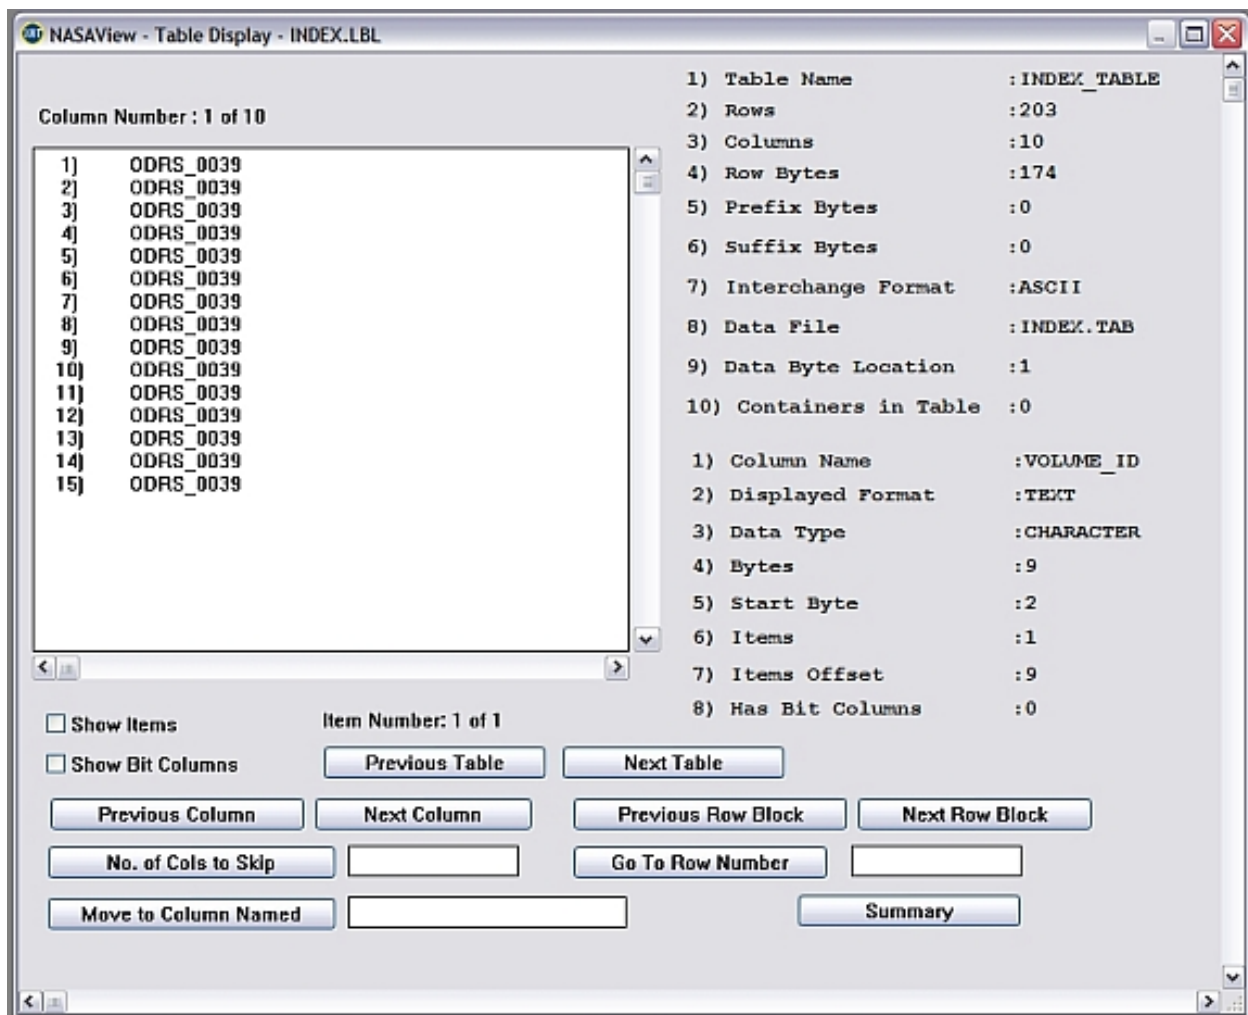 NASAView - Table Display - INDEX.LBL
Column Number : 1 of 10
1) ODRS_0039
2) ODRS_0039
3) ODRS_0039
4) ODRS_0039
5) ODRS_0039
6) ODRS_0039
7) ODRS_0039
8) ODRS_0039
9) ODRS_0039
10) ODRS_0039
11) ODRS_0039
12) ODRS_0039
13) ODRS_0039
14) ODRS_0039
15) ODRS_0039
1) Table Name :INDEX_TABLE
2) Rows :203
3) Columns :10
4) Row Bytes :174
5) Prefix Bytes :0
6) Suffix Bytes :0
7) Interchange Format :ASCII
8) Data File :INDEX.TAB
9) Data Byte Location :1
10) Containers in Table :0
1) Column Name :VOLUME_ID
2) Displayed Format :TEXT
3) Data Type :CHARACTER
4) Bytes :9
5) Start Byte :2
6) Items :1
7) Items Offset :9
8) Has Bit Columns :0
Show Items Item Number: 1 of 1
Show Bit Columns Previous Table Next Table
Previous Column Next Column Previous Row Block Next Row Block
No. of Cols to Skip Go To Row Number
Move to Column Named Summary